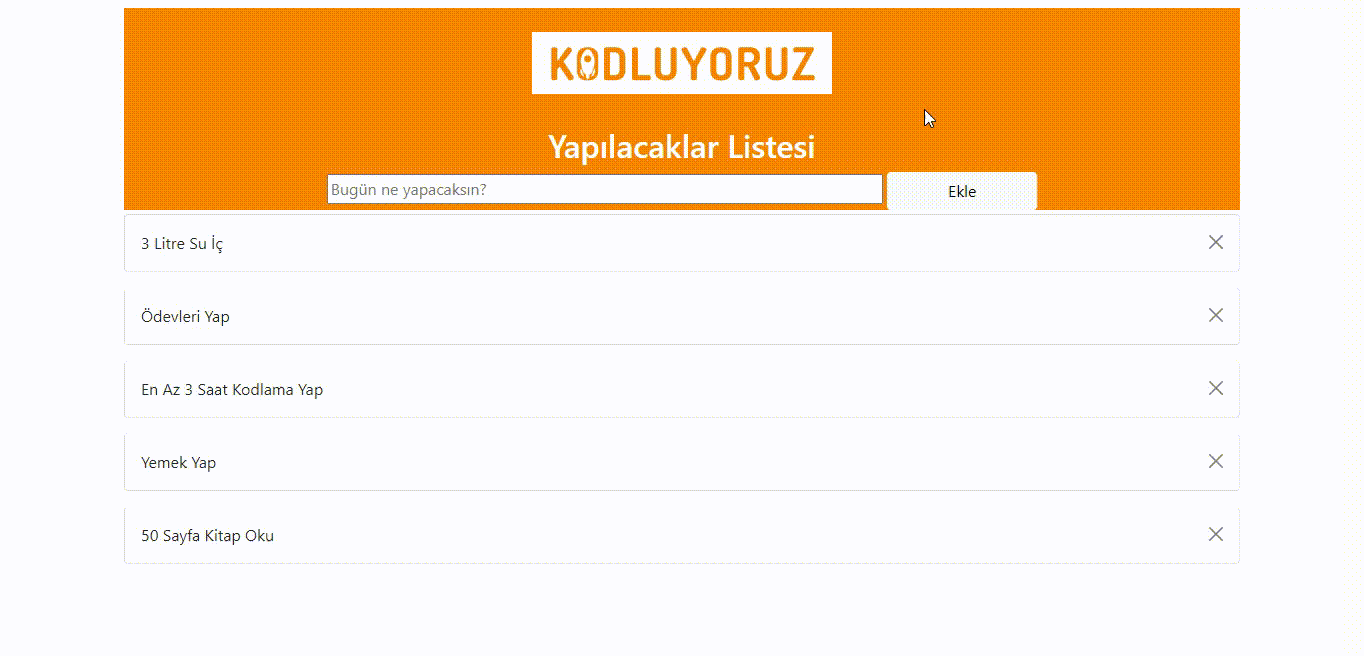 KODLUYORUZ
Yapılacaklar Listesi
Bugün ne yapacaksın?
Ekle
3 Litre Su İç
Ödevleri Yap
En Az 3 Saat Kodlama Yap
Yemek Yap
50 Sayfa Kitap Oku